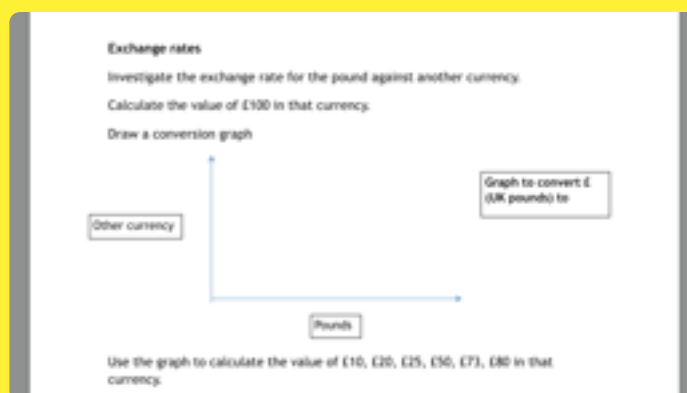 Exchange rates
Investigate the exchange rate for the pound against another currency.
Calculate the value of £100 in that currency.
Draw a conversion graph
Graph to convert £
(UK pounds) to
Other currency
Pounds
Use the graph to calculate the value of £10, £20, £25, £50, £73, £80 in that
currency.